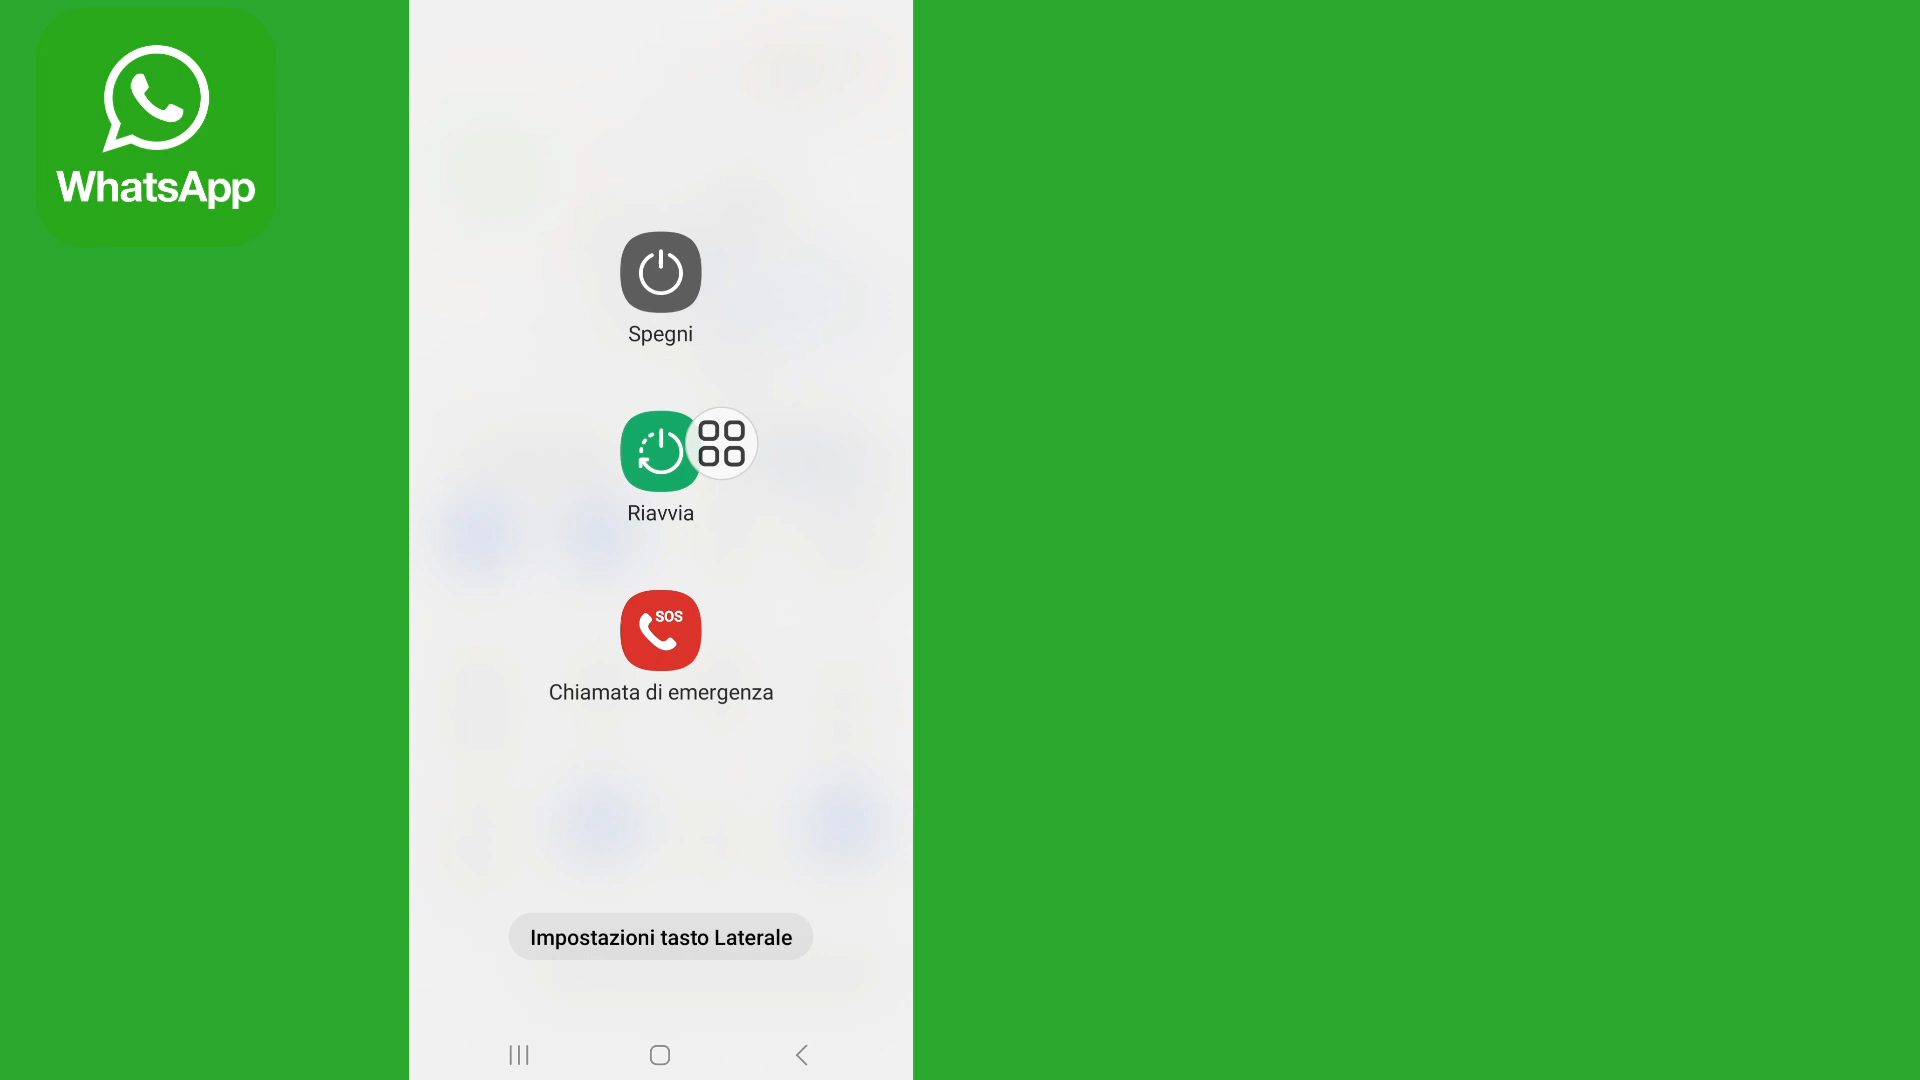 WhatsApp
Spegni
Riavvia
SOS
Chiamata di emergenza
Impostazioni tasto Laterale